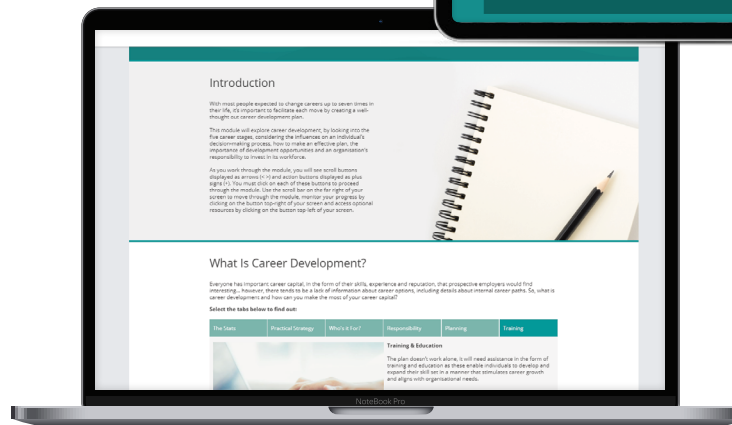 Introduction
With most people expected to change careers up to seven times in
their life, it's important to facilitate each move by creating a well-
thought out career development plan.
This module will explore career development, by looking into the
five career stages, considering the influences on an individual's
decision-making process, how to make an effective plan, the
importance of development opportunities and an organisation's
responsibility to invest in its workforce.
As you work through the module, you will see scroll buttons
displayed as arrows (< >) and action buttons displayed as plus
signs (+). You must click on each of these buttons to proceed
through the module. Use the scroll bar on the far right of your
screen to move through the module, monitor your progress by
clicking on the button top-right of your screen and access optional
resources by clicking on the button top-left of your screen.
What Is Career Development?
Everyone has important career capital, in the form of their skills, experience and reputation, that prospective employers would find
interesting... however, there tends to be a lack of information about career options, including details about internal career paths. So, what is
career development and how can you make the most of your career
capital?
Select the tabs below to find out:
The Stats Practical Strategy Who's It For? Responsibility Planning Training
Training & Education
The plan doesn't work alone, it will need assistance in the form of
training and education as these enable individuals to develop and
expand their skill set in a manner that stimulates career growth
and aligns with organisational needs.
NoteBook Pro